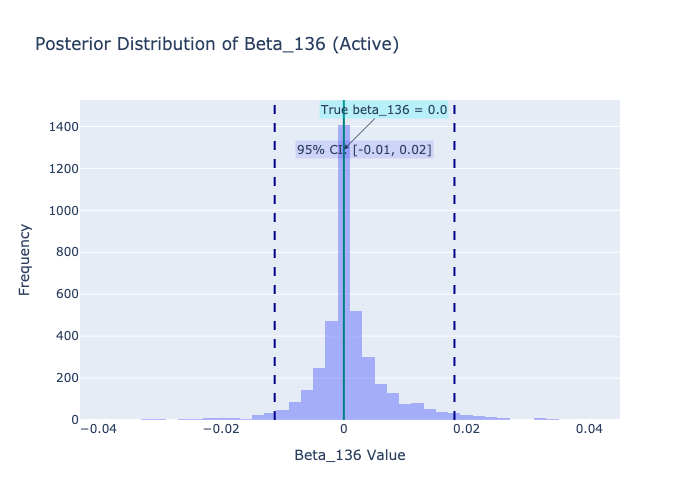 Posterior Distribution of Beta_136 (Active)
True beta_136 = 0.0
95% CI: [-0.01, 0.02]
1400
1200
1000
800
600
400
200
0
Frequency
−0.04
−0.02
0
0.02
0.04
Beta_136 Value